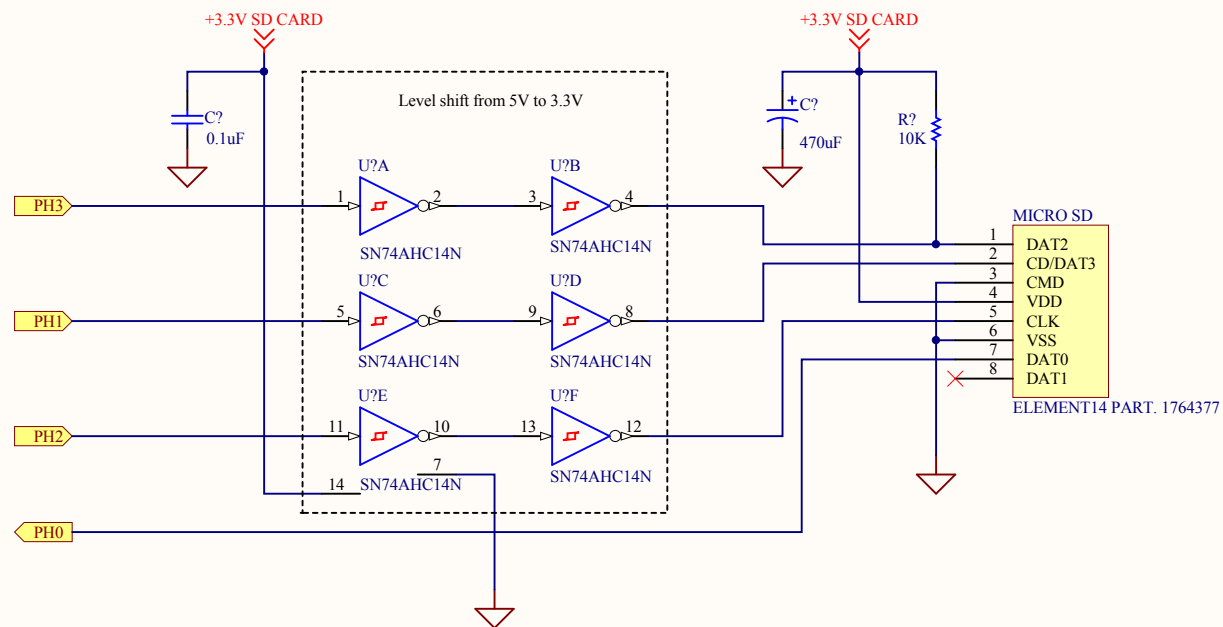 +3.3V SD CARD
+3.3V SD CARD
Level shift from 5V to 3.3V
C?
0.1uF
C?
470uF
R?
10K
U?A
U?B
PH3
1
2
3
4
SN74AHC14N
SN74AHC14N
U?C
U?D
PH1
5
6
9
8
SN74AHC14N
SN74AHC14N
U?E
U?F
PH2
11
10
13
12
7
14
SN74AHC14N
SN74AHC14N
PH0
MICRO SD
1 DAT2
2 CD/DAT3
3 CMD
4 VDD
5 CLK
6 VSS
7 DAT0
8 DAT1
ELEMENT14 PART. 1764377